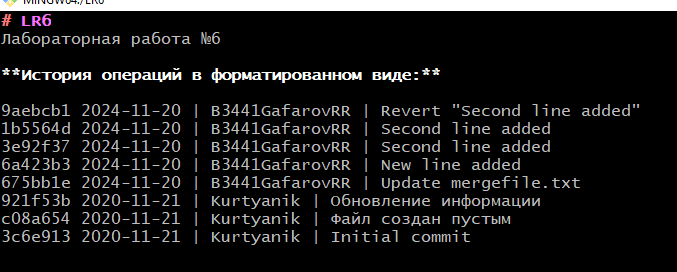 MINGW64:/LR6
# LR6
Лабораторная работа №6
**История операций в форматированном виде:**
9aebcb1 2024-11-20 | B3441GafarovRR | Revert "Second line added"
1b5564d 2024-11-20 | B3441GafarovRR | Second line added
3e92f37 2024-11-20 | B3441GafarovRR | Second line added
6a423b3 2024-11-20 | B3441GafarovRR | New line added
675bb1e 2024-11-20 | B3441GafarovRR | Update mergefile.txt
921f53b 2020-11-21 | Kurtyanik | Обновление информации
c08a654 2020-11-21 | Kurtyanik | Файл создан пустым
3c6e913 2020-11-21 | Kurtyanik | Initial commit